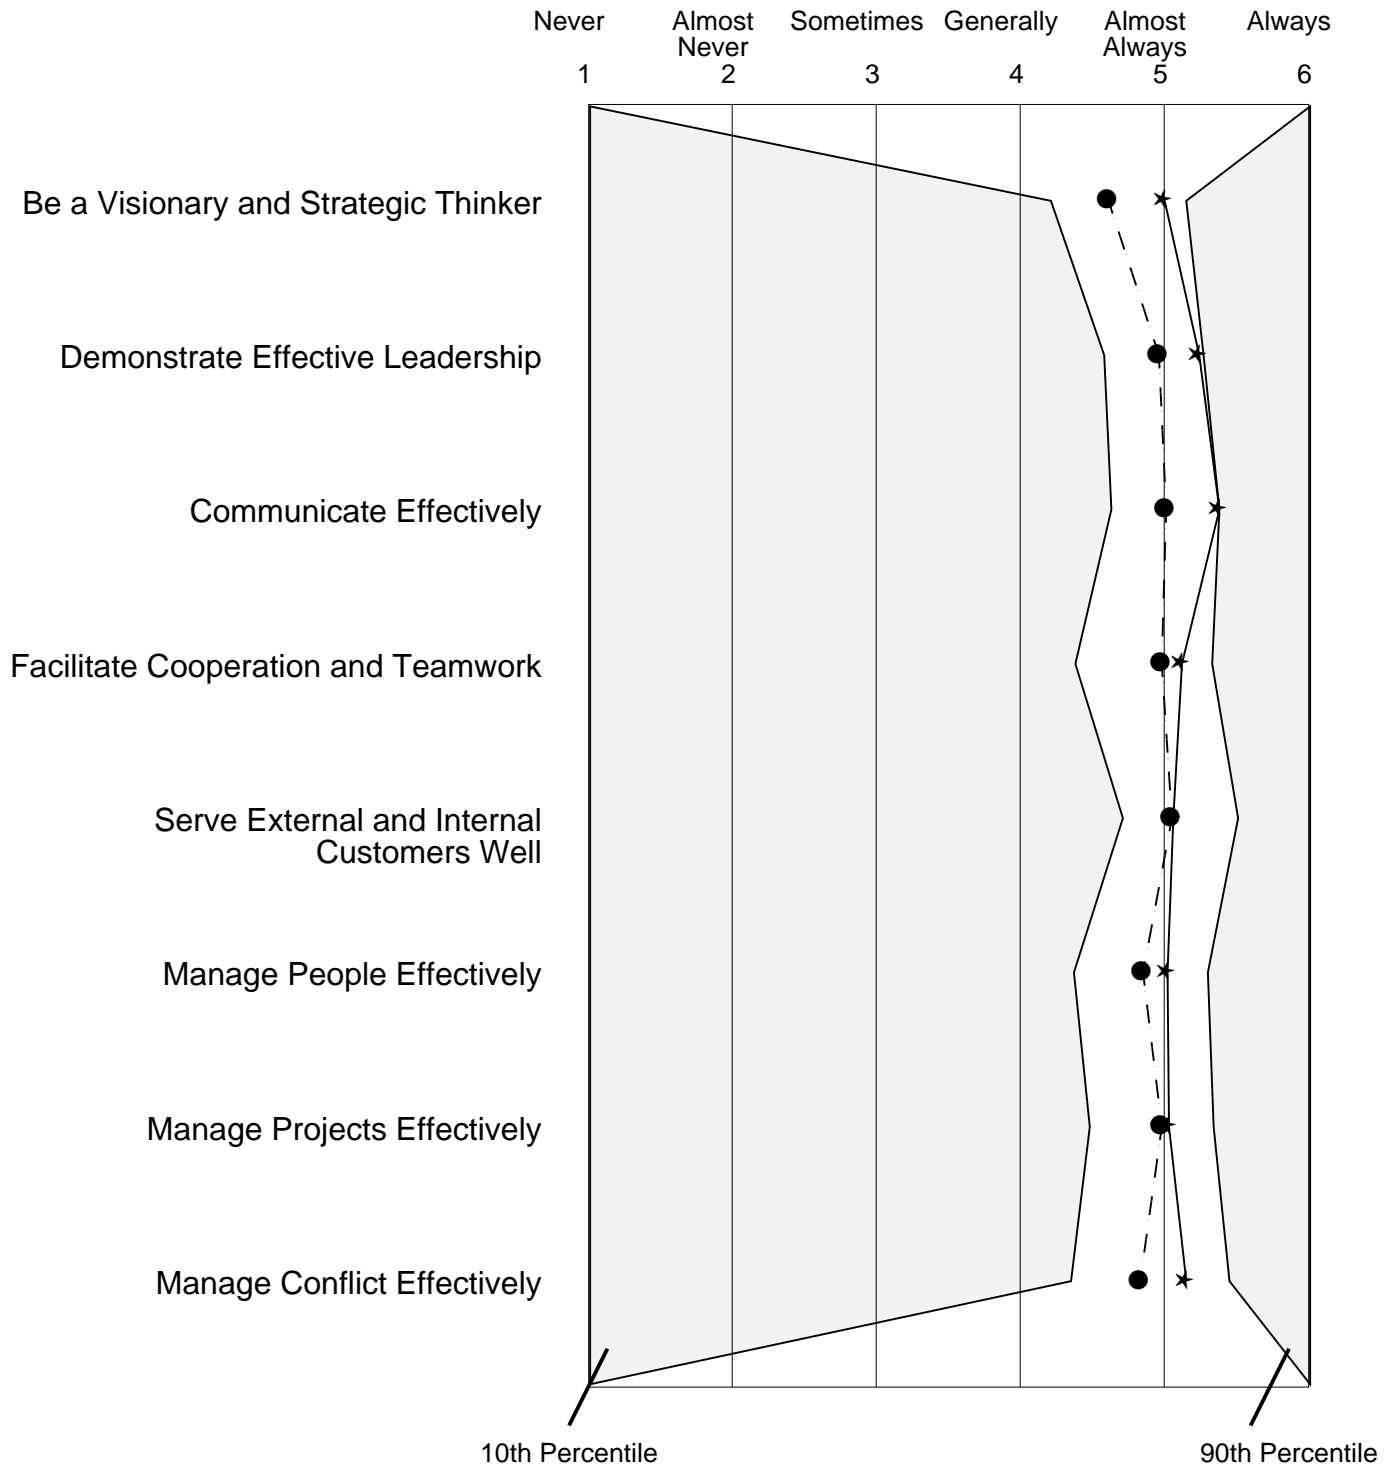 Never
Almost
Never
Sometimes
Generally
Almost
Always
Always
1 2 3 4 5 6
Be a Visionary and Strategic Thinker
Demonstrate Effective Leadership
Communicate Effectively
Facilitate Cooperation and Teamwork
Serve External and Internal
Customers Well
Manage People Effectively
Manage Projects Effectively
Manage Conflict Effectively
10th Percentile
90th Percentile